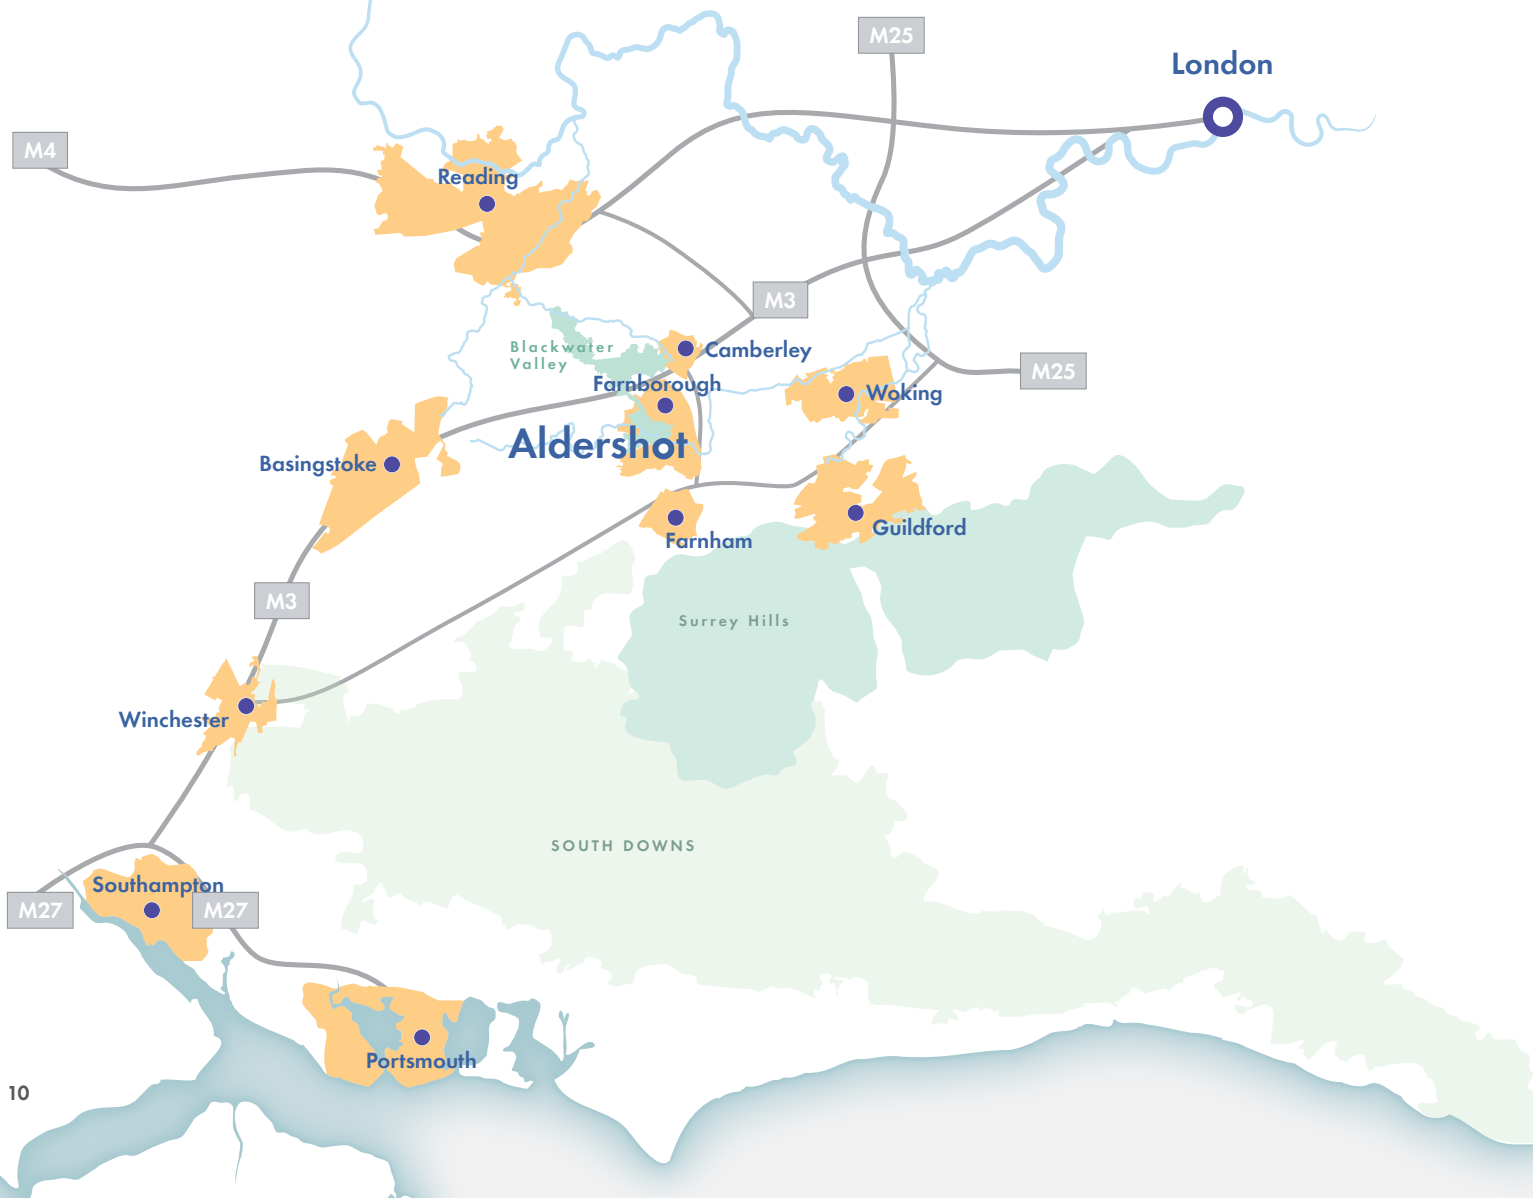 M25
London
M4
Reading
M3
Blackwater
Valley
Camberley
M25
Farnborough
Woking
Aldershot
Basingstoke
Guildford
Farnham
M3
Surrey Hills
Winchester
SOUTH DOWNS
Southampton
M27
M27
Portsmouth
10